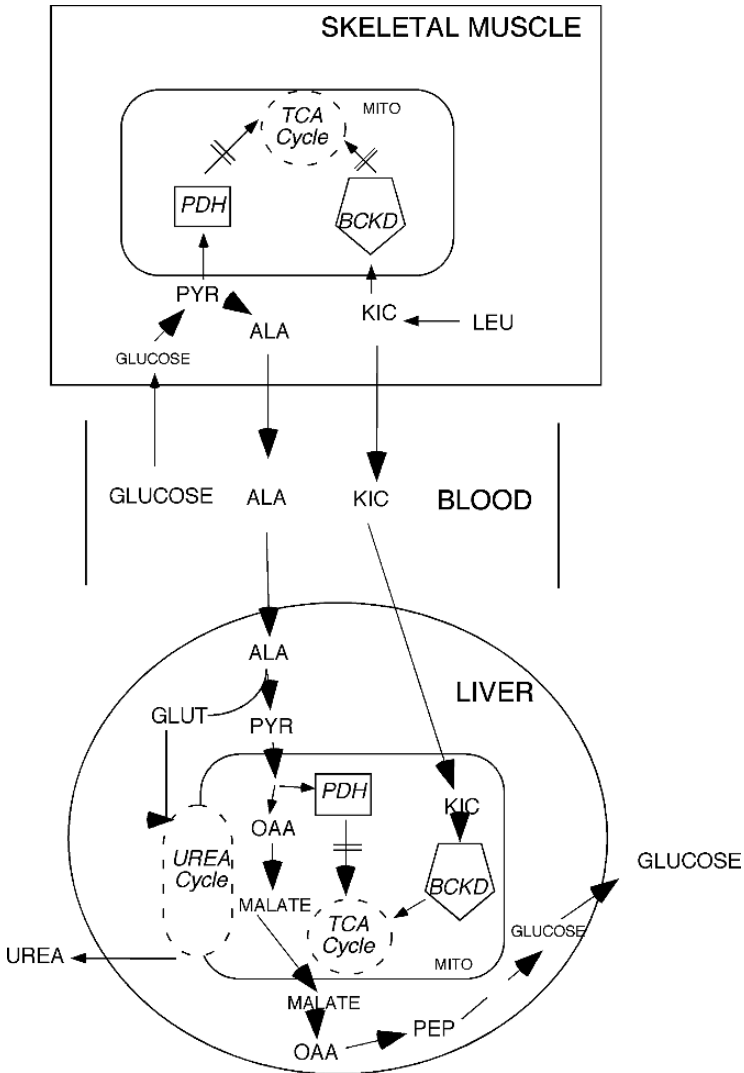 SKELETAL MUSCLE
TCA
Cycle
MITO
PDH
BCKD
PYR
ALA
KIC
LEU
GLUCOSE
GLUCOSE
ALA
KIC
BLOOD
ALA
LIVER
GLUT
PYR
PDH
KIC
OAA
UREA
Cycle
BCKD
GLUCOSE
MALATE
TCA
Cycle
GLUCOSE
UREA
MITO
MALATE
PEP
OAA